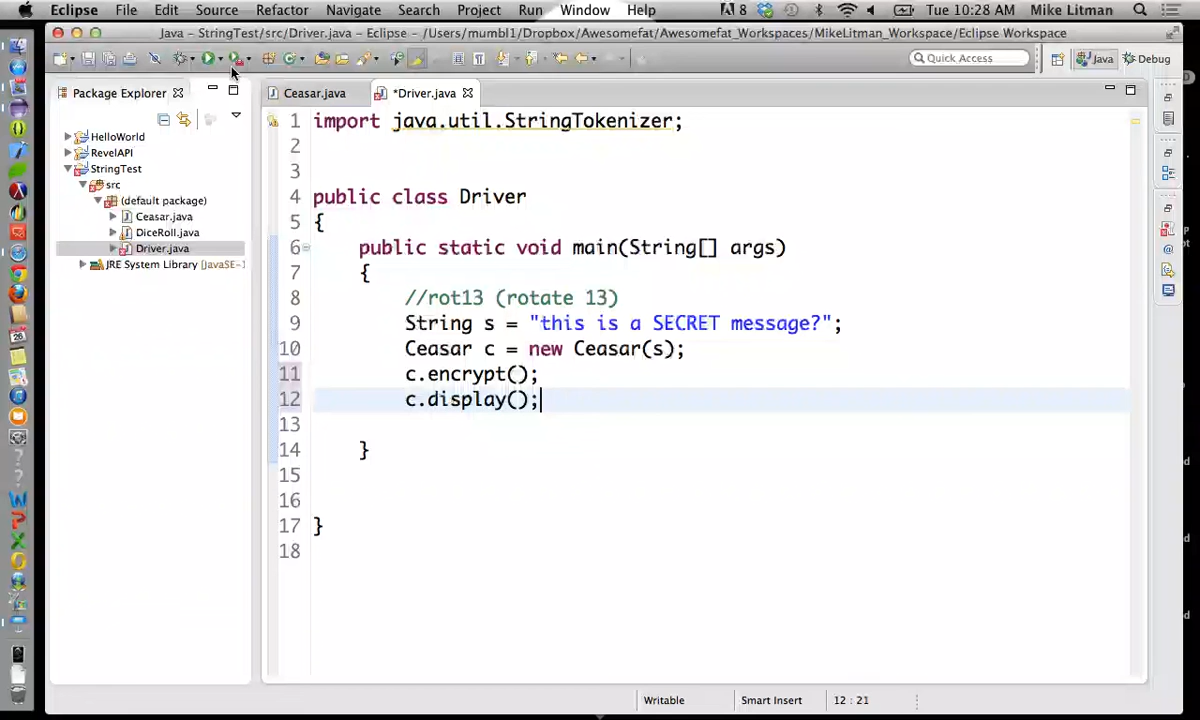 Eclipse File Edit Source Refactor Navigate Search Project Run Window Help 8 Tue 10:28 AM Mike Litman
Java – StringTest/src/Driver.java – Eclipse – /Users/mumbl1/Dropbox/Awesomefat/Awesomefat_Workspaces/MikeLitman_Workspace/Eclipse Workspace
Quick Access Java Debug
Package Explorer
Ceasar.java *Driver.java
HelloWorld
RevelAPI
StringTest
src
(default package)
Ceasar.java
DiceRoll.java
Driver.java
JRE System Library [JavaSE-1
1 import java.util.StringTokenizer;
2
3
4 public class Driver
5 {
6 public static void main(String[] args)
7 {
8 //rot13 (rotate 13)
9 String s = "this is a SECRET message?";
10 Ceasar c = new Ceasar(s);
11 c.encrypt();
12 c.display();
13
14 }
15
16
17 }
18
Writable Smart Insert 12 : 21